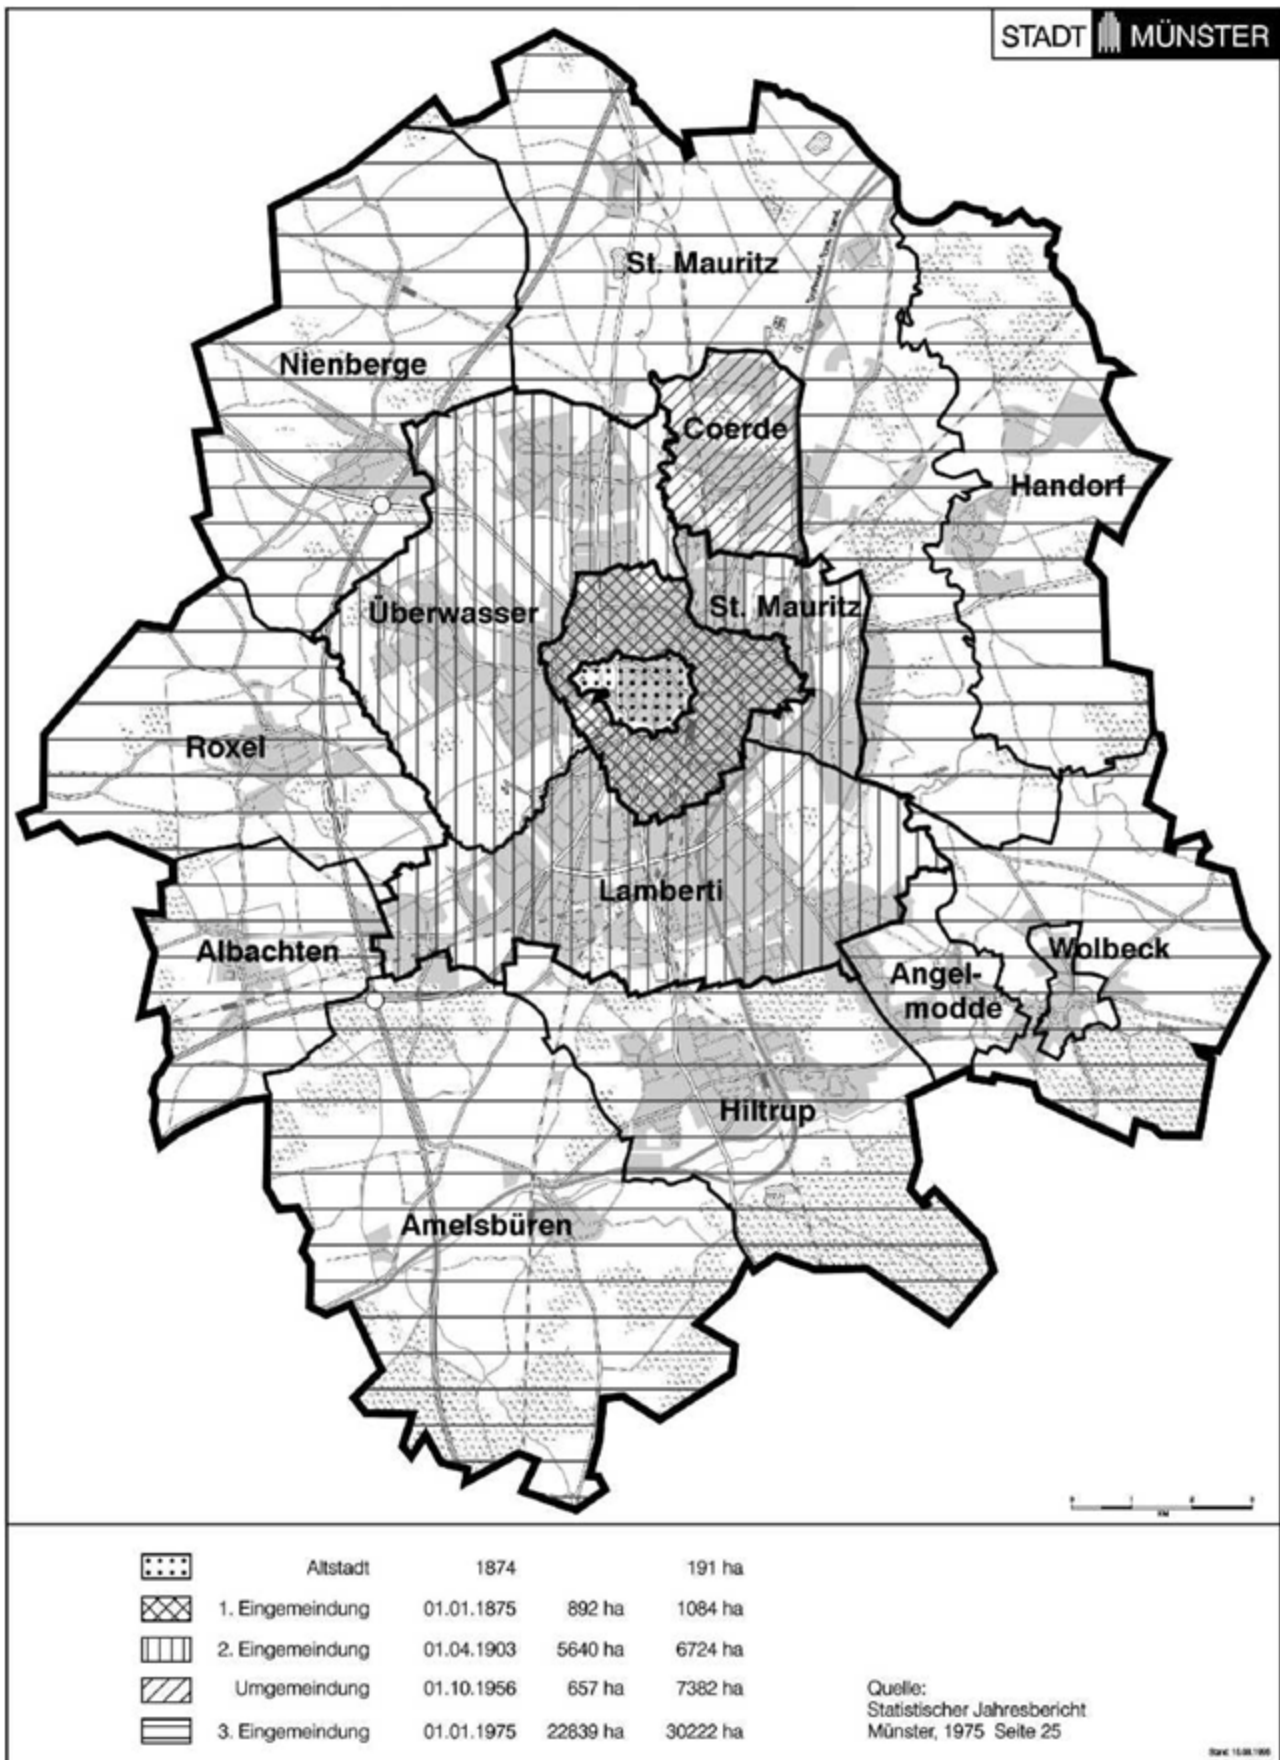 STADT MÜNSTER
St. Mauritz
Nienberge
Coerde
Handorf
Überwasser
St. Mauritz
Roxel
Lamberti
Albachten
Wolbeck
Angel-
modde
Hiltrup
Amelsbüren
KM
Altstadt 1874 191 ha
1. Eingemeindung 01.01.1875 892 ha 1084 ha
2. Eingemeindung 01.04.1903 5640 ha 6724 ha
Umgemeindung 01.10.1956 657 ha 7382 ha
3. Eingemeindung 01.01.1975 22839 ha 30222 ha
Quelle:
Statistischer Jahresbericht
Münster, 1975 Seite 25